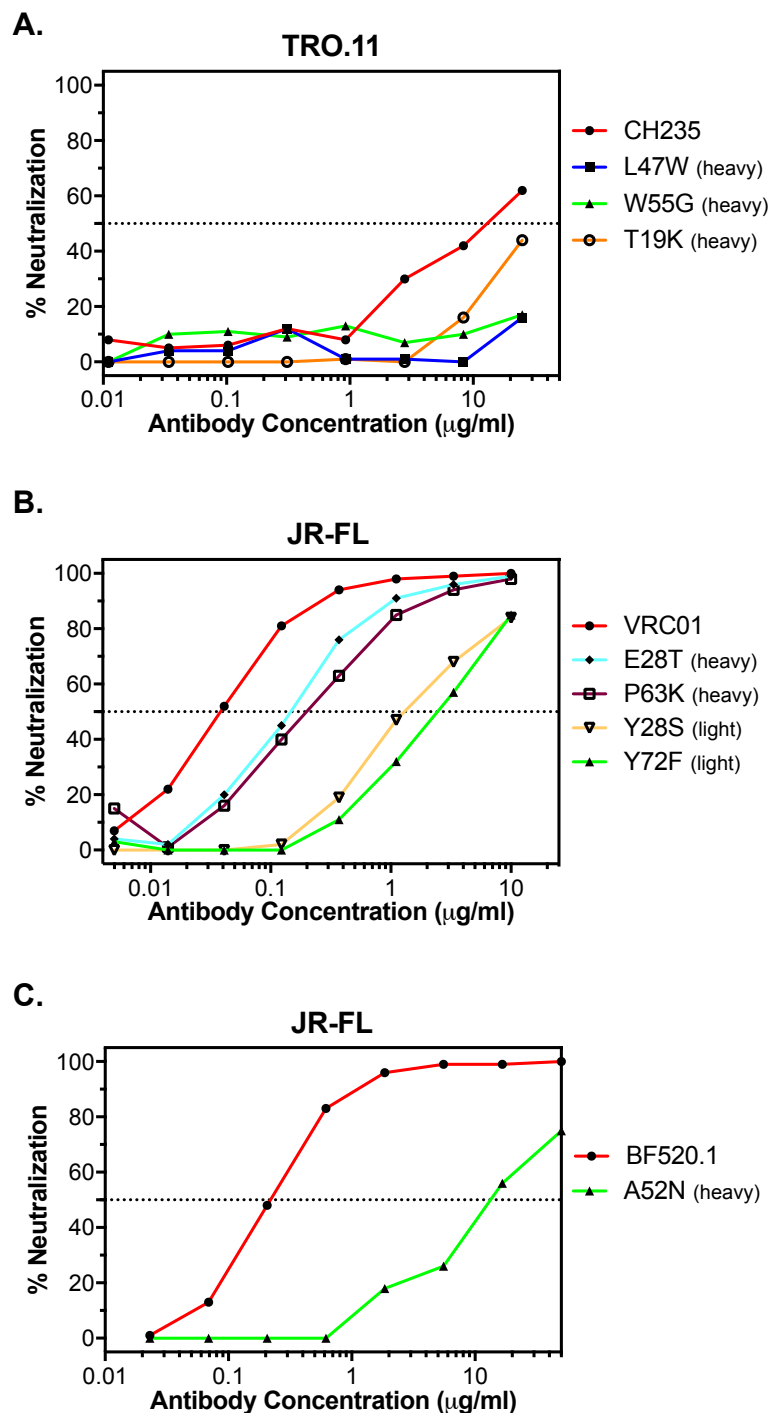 A.
TRO.11
100
80
60
40
20
0
% Neutralization
0.01
0.1
1
10
Antibody Concentration (μg/ml)
CH235
L47W (heavy)
W55G (heavy)
T19K (heavy)
B.
JR-FL
100
80
60
40
20
0
% Neutralization
0.01
0.1
1
10
Antibody Concentration (μg/ml)
VRC01
E28T (heavy)
P63K (heavy)
Y28S (light)
Y72F (light)
C.
JR-FL
100
80
60
40
20
0
% Neutralization
0.01
0.1
1
10
Antibody Concentration (μg/ml)
BF520.1
A52N (heavy)